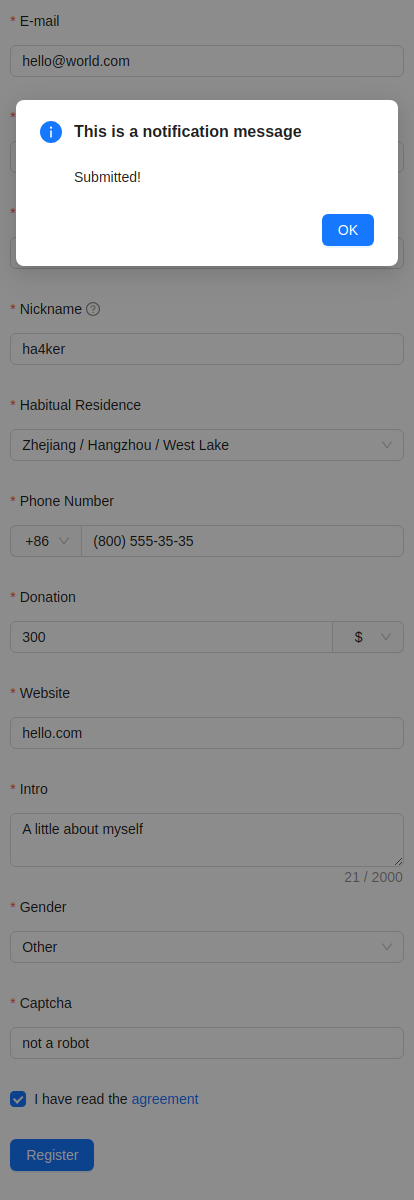 * E-mail
hello@world.com
*
This is a notification message
Submitted!
*
OK
* Nickname
ha4ker
* Habitual Residence
Zhejiang / Hangzhou / West Lake
* Phone Number
+86 (800) 555-35-35
* Donation
300 $
* Website
hello.com
* Intro
A little about myself
21 / 2000
* Gender
Other
* Captcha
not a robot
I have read the agreement
Register